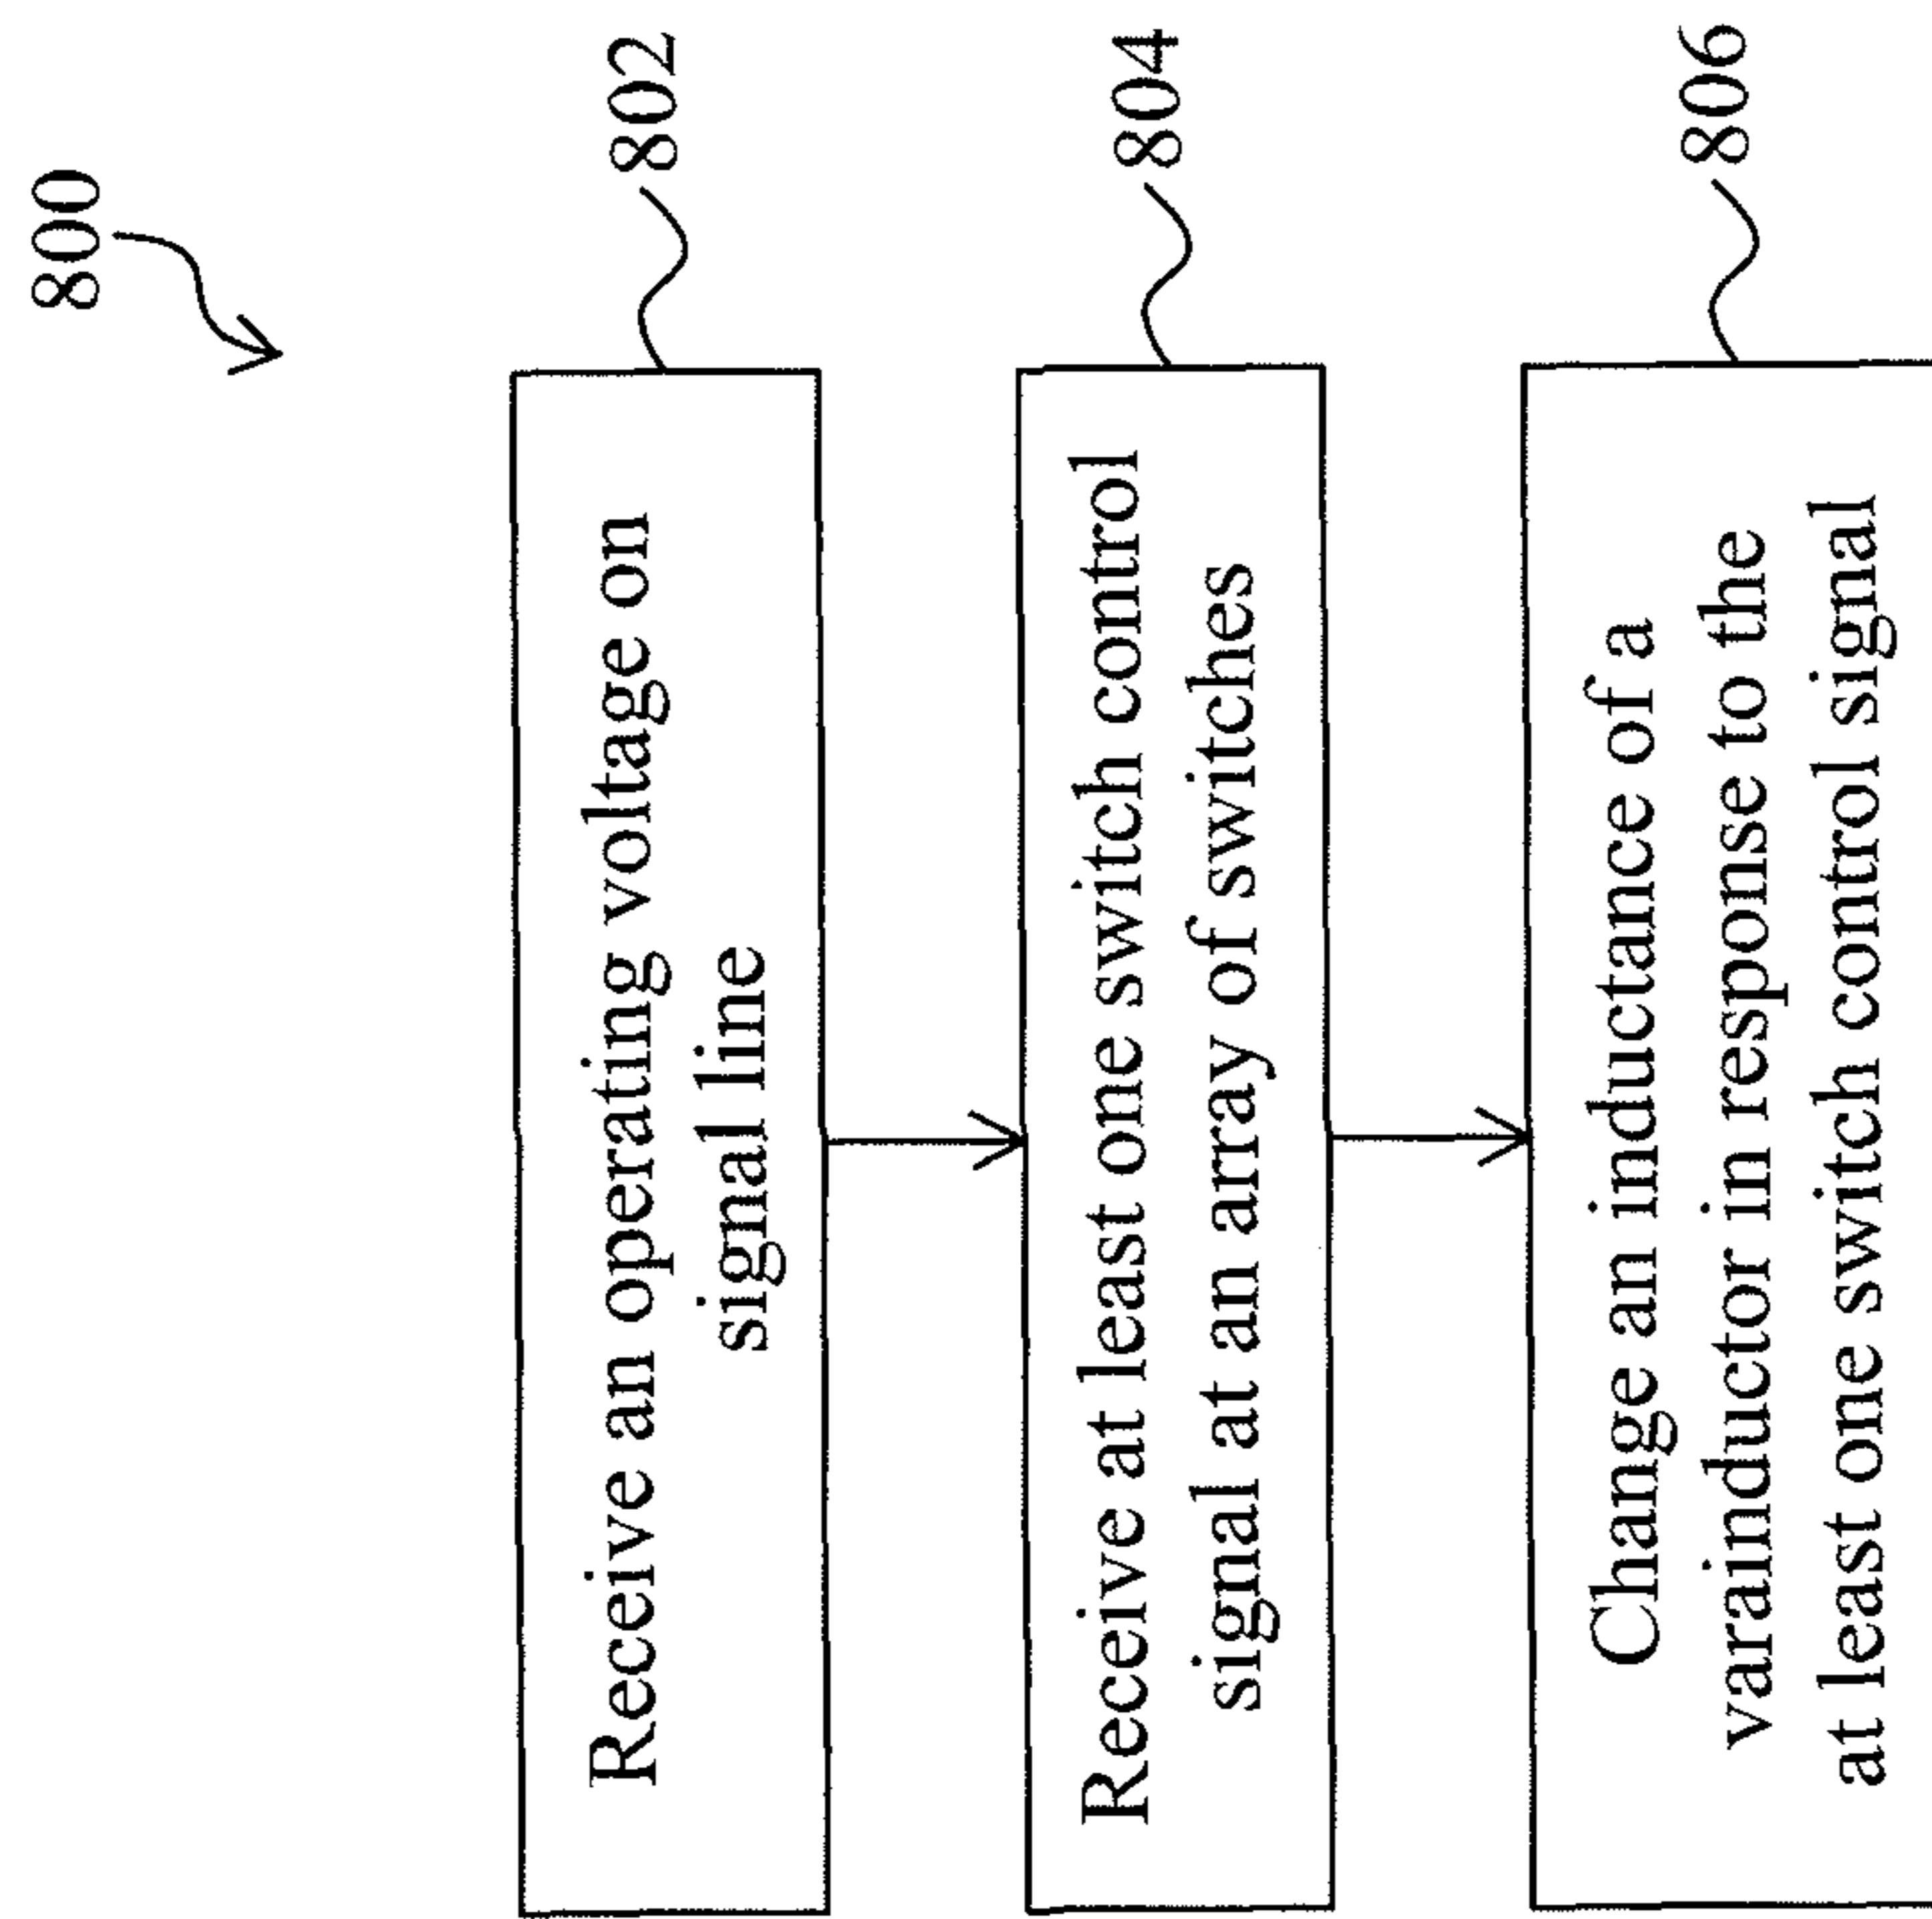 800
802
Receive an operating voltage on
signal line
804
Receive at least one switch control
signal at an array of switches
806
Change an inductance of a
varainductor in response to the
at least one switch control signal